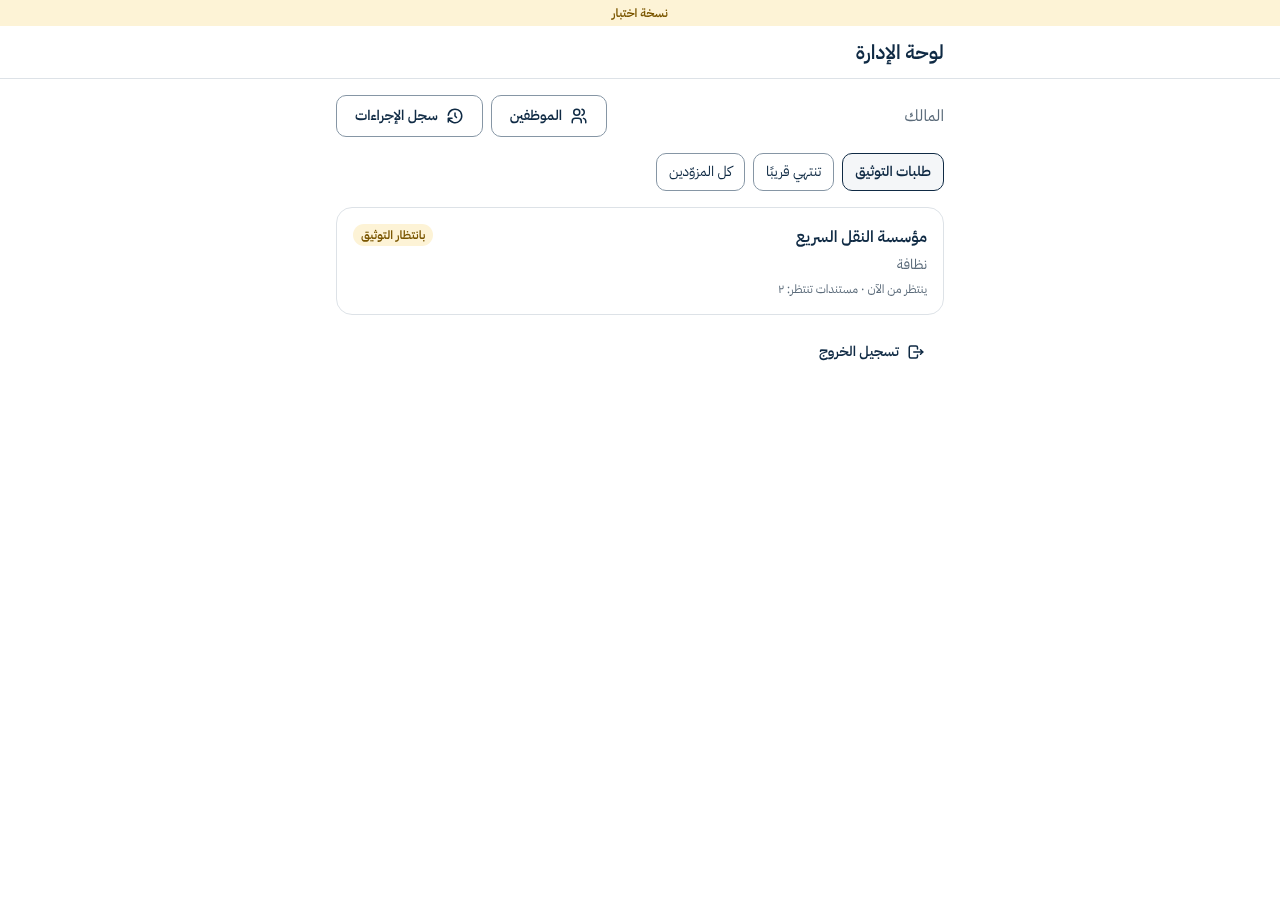 نسخة اختبار
لوحة الإدارة
المالك
الموظفين
سجل الإجراءات
طلبات التوثيق
تنتهي قريبًا
كل المزوّدين
مؤسسة النقل السريع
بانتظار التوثيق
نظافة
ينتظر من الآن · مستندات تنتظر: ٢
تسجيل الخروج